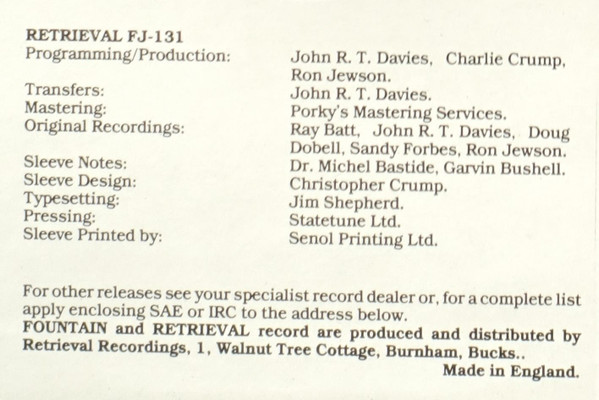 RETRIEVAL FJ-131
Programming/Production: John R. T. Davies, Charlie Crump,
Ron Jewson.
Transfers: John R. T. Davies.
Mastering: Porky's Mastering Services.
Original Recordings: Ray Batt, John R. T. Davies, Doug
Dobell, Sandy Forbes, Ron Jewson.
Sleeve Notes: Dr. Michel Bastide, Garvin Bushell.
Sleeve Design: Christopher Crump.
Typesetting: Jim Shepherd.
Pressing: Statetune Ltd.
Sleeve Printed by: Senol Printing Ltd.
For other releases see your specialist record dealer or, for a complete list
apply enclosing SAE or IRC to the address below.
FOUNTAIN and RETRIEVAL record are produced and distributed by
Retrieval Recordings, 1, Walnut Tree Cottage, Burnham, Bucks..
Made in England.